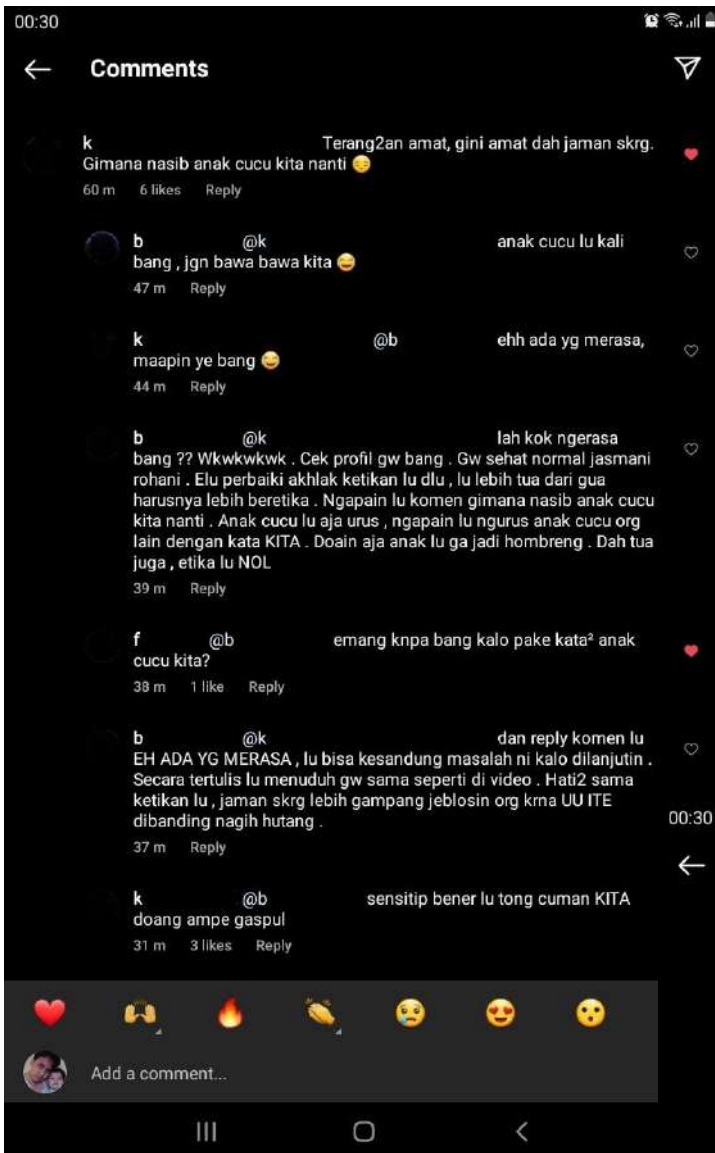 00:30
Comments
k Terang2an amat, gini amat dah jaman skrg.
Gimana nasib anak cucu kita nanti 😔
60 m 6 likes Reply
b @k anak cucu lu kali
bang , jgn bawa bawa kita 😂
47 m Reply
k @b ehh ada yg merasa,
maapin ye bang 😂
44 m Reply
b @k lah kok ngerasa
bang ?? Wkwkwkwk . Cek profil gw bang . Gw sehat normal jasmani
rohani . Elu perbaiki akhlak ketikan lu dlu , lu lebih tua dari gua
harusnya lebih beretika . Ngapain lu komen gimana nasib anak cucu
kita nanti . Anak cucu lu aja urus , ngapain lu ngurus anak cucu org
lain dengan kata KITA . Doain aja anak lu ga jadi hombreng . Dah tua
juga , etika lu NOL
39 m Reply
f @b emang knpa bang kalo pake kata² anak
cucu kita?
38 m 1 like Reply
b @k dan reply komen lu
EH ADA YG MERASA , lu bisa kesandung masalah ni kalo dilanjutin .
Secara tertulis lu menuduh gw sama seperti di video . Hati2 sama
ketikan lu , jaman skrg lebih gampang jeblosin org krna UU ITE
dibanding nagih hutang .
37 m Reply
00:30
k @b sensitip bener lu tong cuman KITA
doang ampe gaspul
31 m 3 likes Reply
Add a comment...